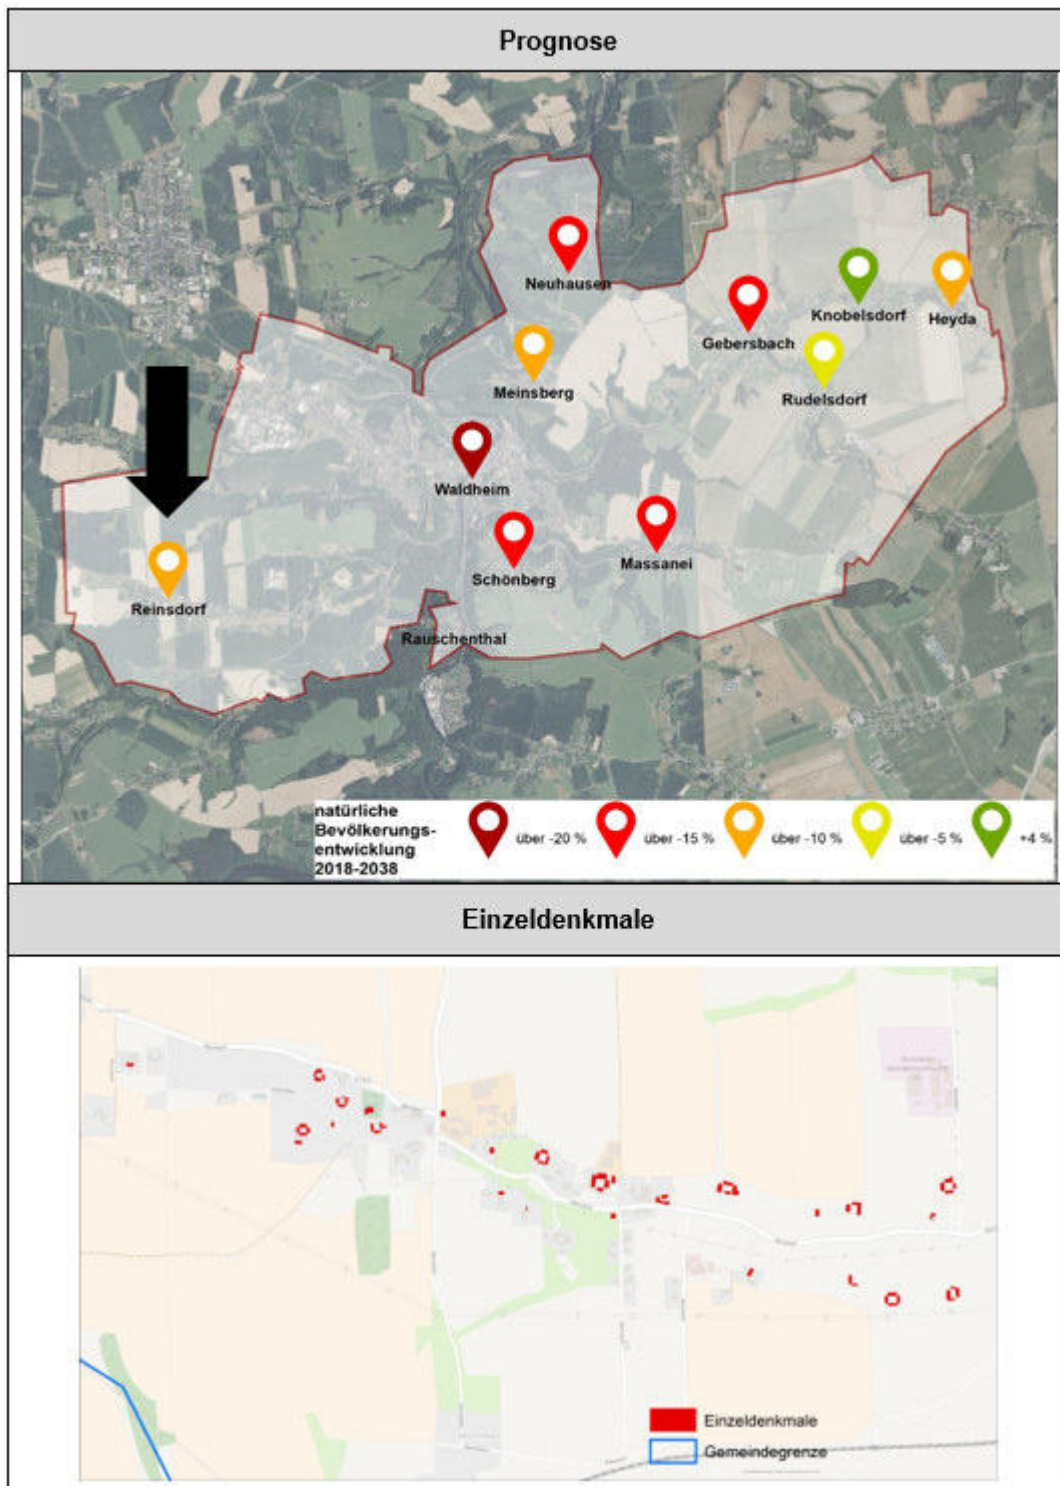 Prognose
Neuhausen
Knobelsdorf
Heyda
Gebersbach
Meinsberg
Rudelsdorf
Waldheim
Massanei
Schönberg
Reinsdorf
Rauschenthal
natürliche
Bevölkerungs-
entwicklung
2018-2038
über -20 %
über -15 %
über -10 %
über -5 %
+4 %
Einzeldenkmale
Einzeldenkmale
Gemeindegrenze